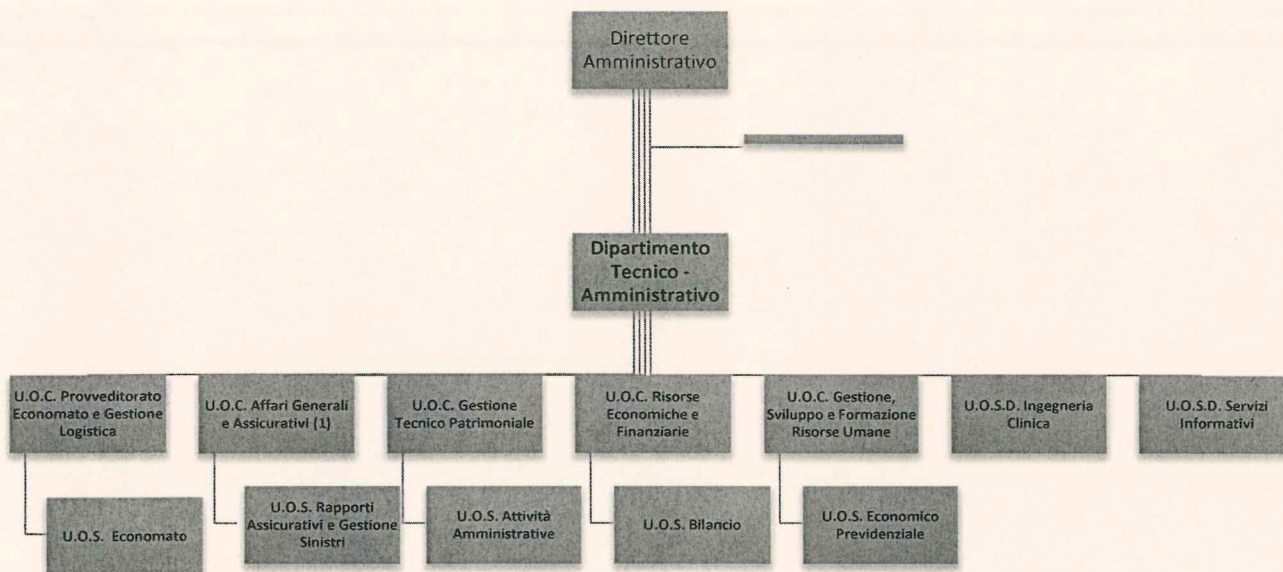 Direttore
Amministrativo
Dipartimento
Tecnico -
Amministrativo
U.O.C. Provveditorato
Economato e Gestione
Logistica
U.O.C. Affari Generali
e Assicurativi (1)
U.O.C. Gestione
Tecnico Patrimoniale
U.O.C. Risorse
Economiche e
Finanziarie
U.O.C. Gestione,
Sviluppo e Formazione
Risorse Umane
U.O.S.D. Ingegneria
Clinica
U.O.S.D. Servizi
Informativi
U.O.S. Economato
U.O.S. Rapporti
Assicurativi e Gestione
Sinistri
U.O.S. Attività
Amministrative
U.O.S. Bilancio
U.O.S. Economico
Previdenziale